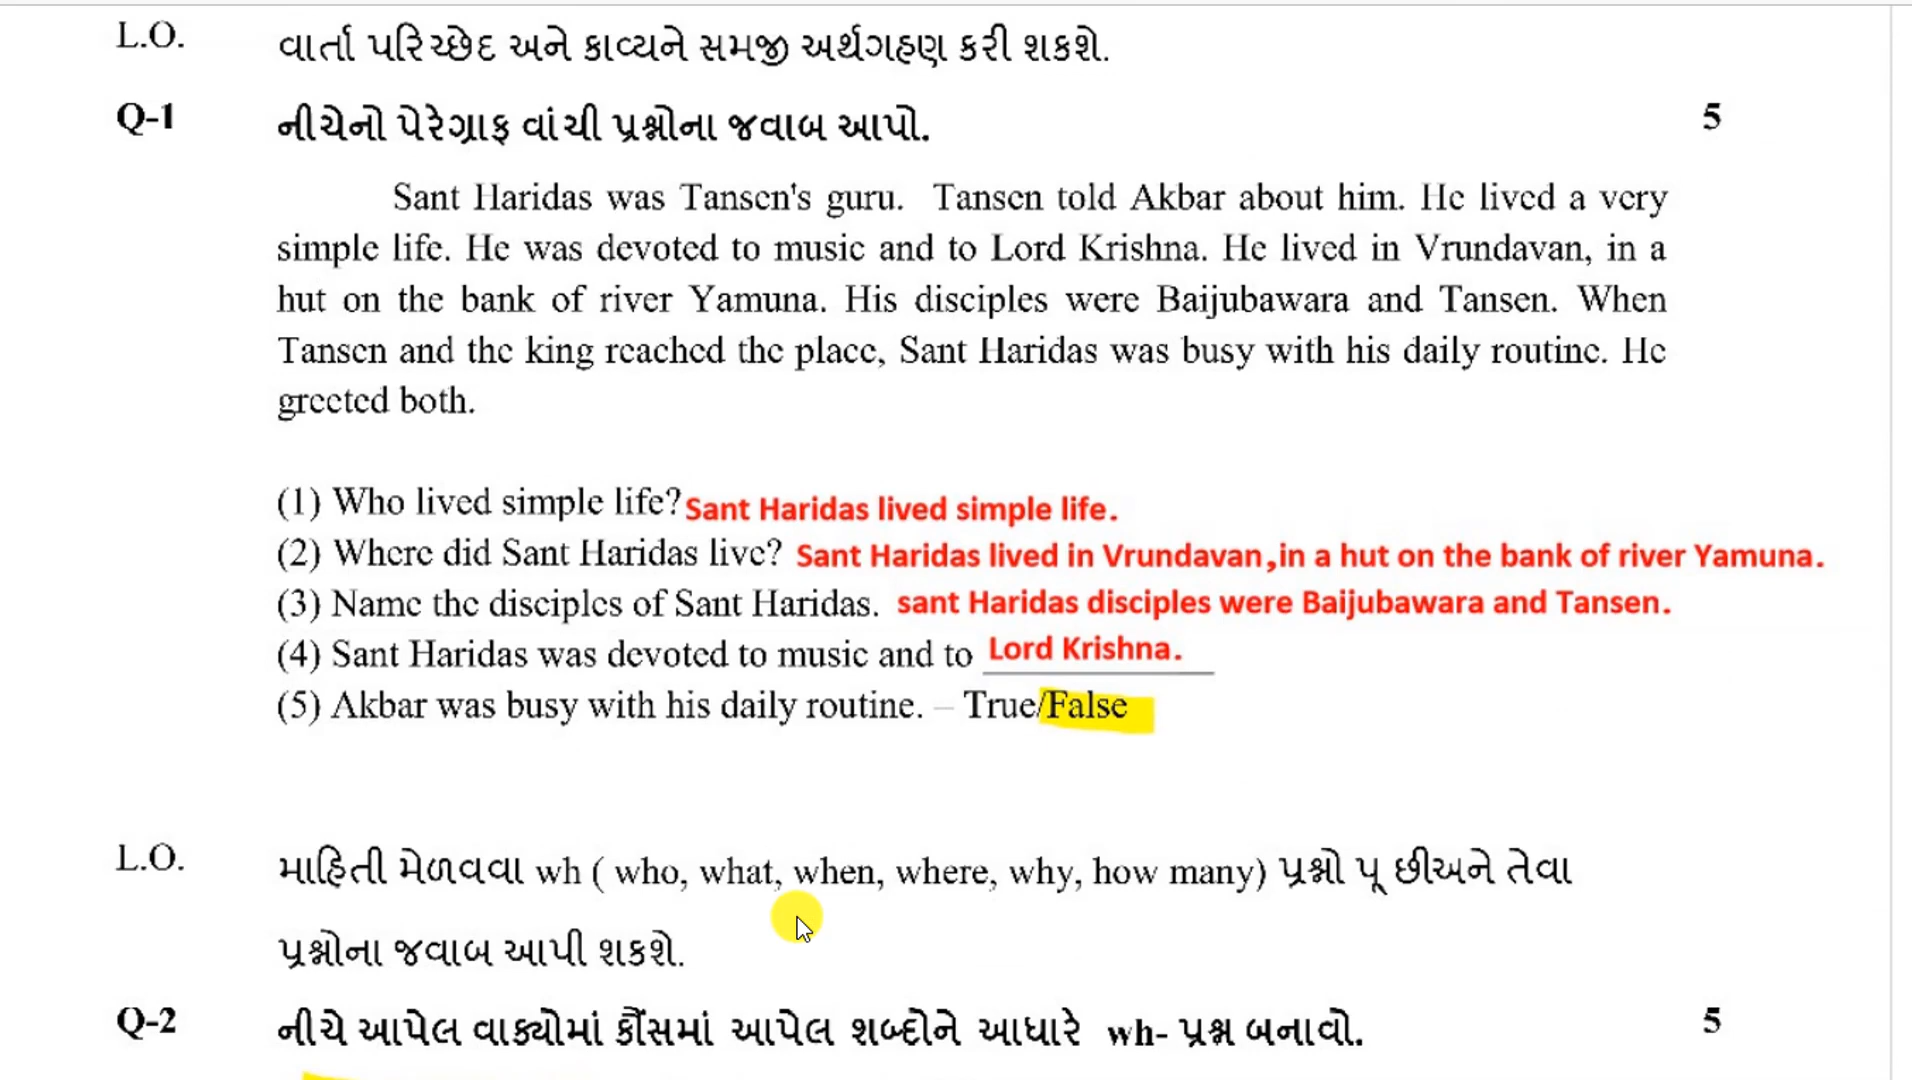 L.O. વાર્તા પરિચ્છેદ અને કાવ્યને સમજી અર્થગ્રહણ કરી શકશે.
Q-1 નીચેનો પેરેગ્રાફ વાંચી પ્રશ્નોના જવાબ આપો. 5
Sant Haridas was Tansen's guru. Tansen told Akbar about him. He lived a very
simple life. He was devoted to music and to Lord Krishna. He lived in Vrundavan, in a
hut on the bank of river Yamuna. His disciples were Baijubawara and Tansen. When
Tansen and the king reached the place, Sant Haridas was busy with his daily routine. He
greeted both.
(1) Who lived simple life? Sant Haridas lived simple life.
(2) Where did Sant Haridas live? Sant Haridas lived in Vrundavan,in a hut on the bank of river Yamuna.
(3) Name the disciples of Sant Haridas. sant Haridas disciples were Baijubawara and Tansen.
(4) Sant Haridas was devoted to music and to Lord Krishna.
(5) Akbar was busy with his daily routine. – True/False
L.O. માહિતી મેળવવા wh ( who, what, when, where, why, how many) પ્રશ્નો પૂ છીઅને તેવા
પ્રશ્નોના જવાબ આપી શકશે.
Q-2 નીચે આપેલ વાક્યોમાં કૌંસમાં આપેલ શબ્દોને આધારે wh- પ્રશ્ન બનાવો. 5